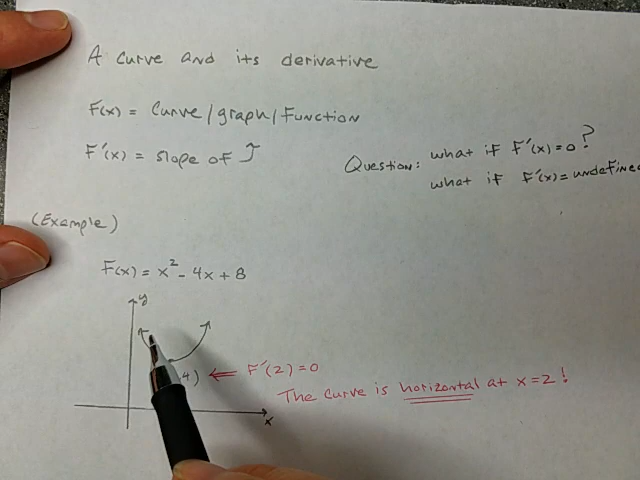 A curve and its derivative
F(x) = Curve/graph/Function
F'(x) = slope of ↑
Question: what if F'(x)=0?
what if F'(x)=undefined
(Example)
F(x) = x² - 4x + 8
y
4) ⇐ F'(2)=0
The curve is horizontal at x=2!
x